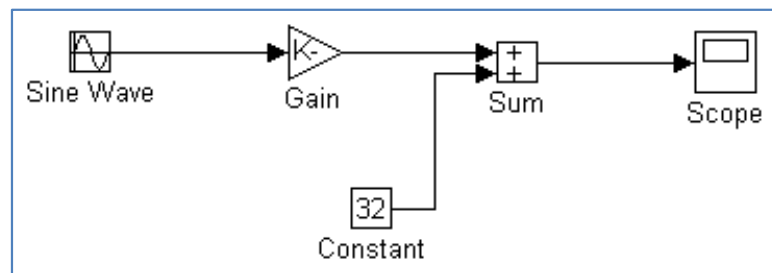 Sine Wave
K-
Gain
+
+
Sum
Scope
32
Constant